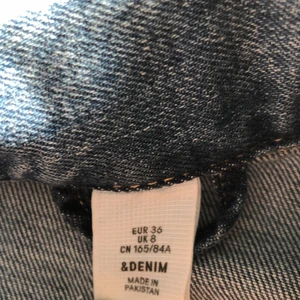 EUR 36
UK 8
CN 165/84A
&DENIM
MADE IN
PAKISTAN